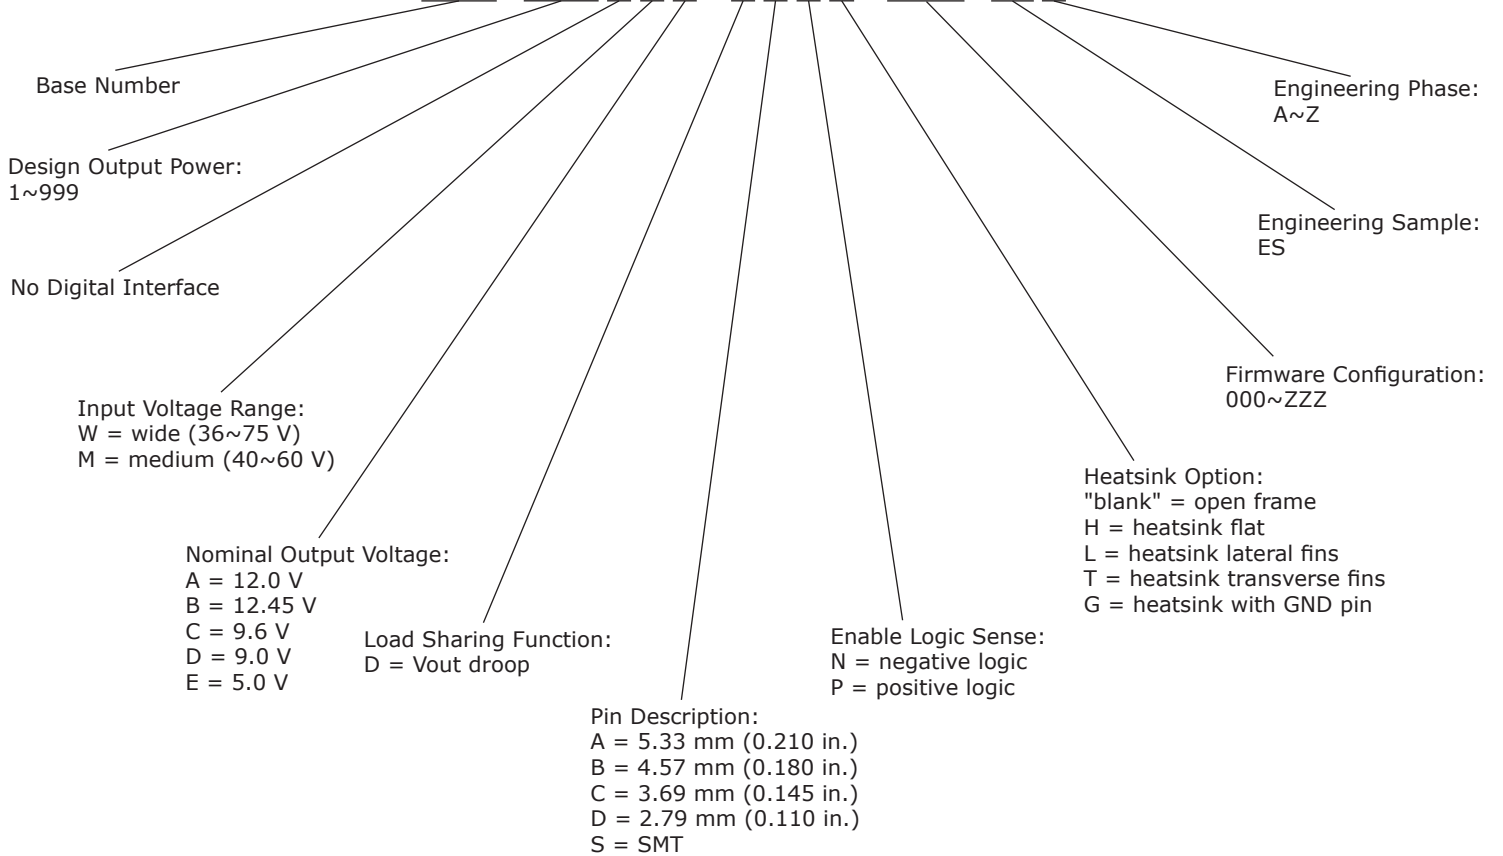 Base Number
Engineering Phase:
A~Z
Design Output Power:
1~999
Engineering Sample:
ES
No Digital Interface
Firmware Configuration:
000~ZZZ
Input Voltage Range:
W = wide (36~75 V)
M = medium (40~60 V)
Heatsink Option:
"blank" = open frame
H = heatsink flat
L = heatsink lateral fins
T = heatsink transverse fins
G = heatsink with GND pin
Nominal Output Voltage:
A = 12.0 V
B = 12.45 V
C = 9.6 V
D = 9.0 V
E = 5.0 V
Load Sharing Function:
D = Vout droop
Enable Logic Sense:
N = negative logic
P = positive logic
Pin Description:
A = 5.33 mm (0.210 in.)
B = 4.57 mm (0.180 in.)
C = 3.69 mm (0.145 in.)
D = 2.79 mm (0.110 in.)
S = SMT